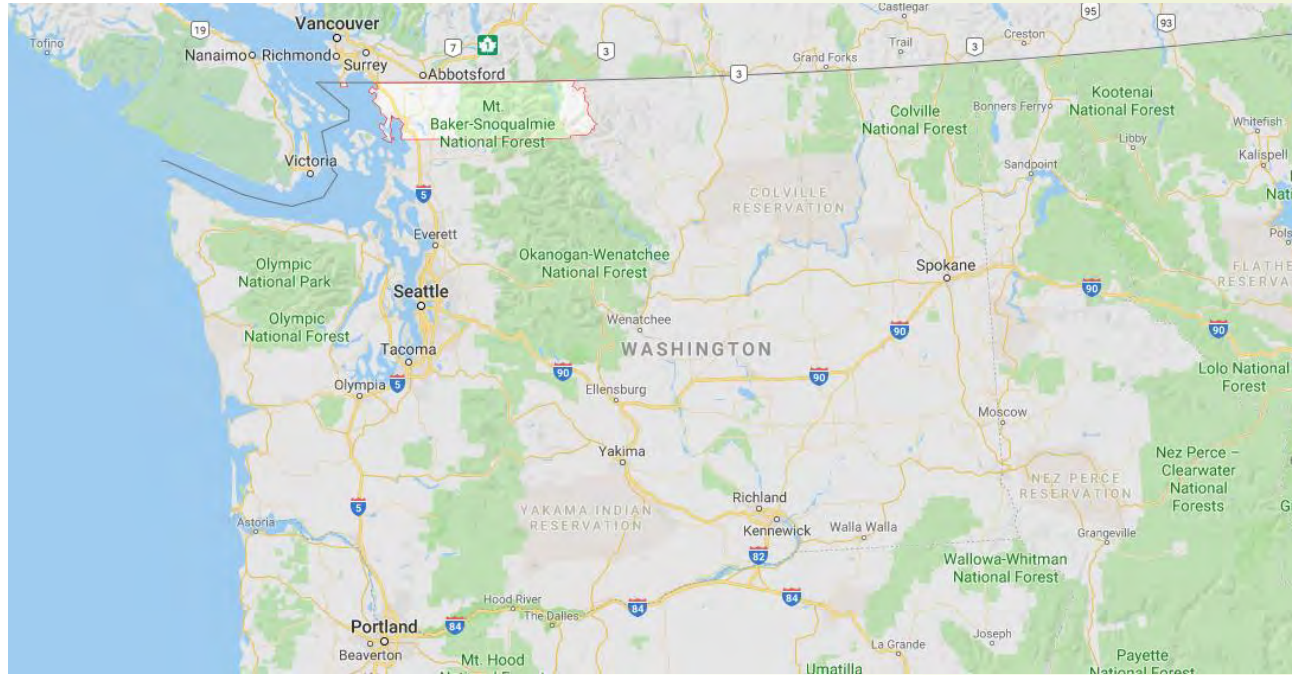 Vancouver
19
Tofino
Nanaimo
Richmond
Surrey
7
1
Abbotsford
3
Castlegar
Trail
Creston
95
93
3
Grand Forks
3
Mt.
Baker-Snoqualmie
National Forest
Colville
National Forest
Bonners Ferry
Kootenai
National Forest
Libby
Whitefish
Kalispell
Sandpoint
Victoria
5
COLVILLE
RESERVATION
Everett
Okanogan-Wenatchee
National Forest
Olympic
National Park
Spokane
90
FLATHE
RESERVA
Seattle
Olympic
National Forest
Wenatchee
90
90
Tacoma
WASHINGTON
90
90
Lolo National
Forest
Olympia
5
Ellensburg
Moscow
Yakima
Nez Perce –
Clearwater
National
Forests
NEZ PERCE
RESERVATION
Richland
5
YAKAMA INDIAN
RESERVATION
Kennewick
Walla Walla
Astoria
Grangeville
82
Wallowa-Whitman
National Forest
Hood River
84
84
The Dalles
84
Portland
Beaverton
La Grande
Joseph
Mt. Hood
Umatilla
Payette
National Forest